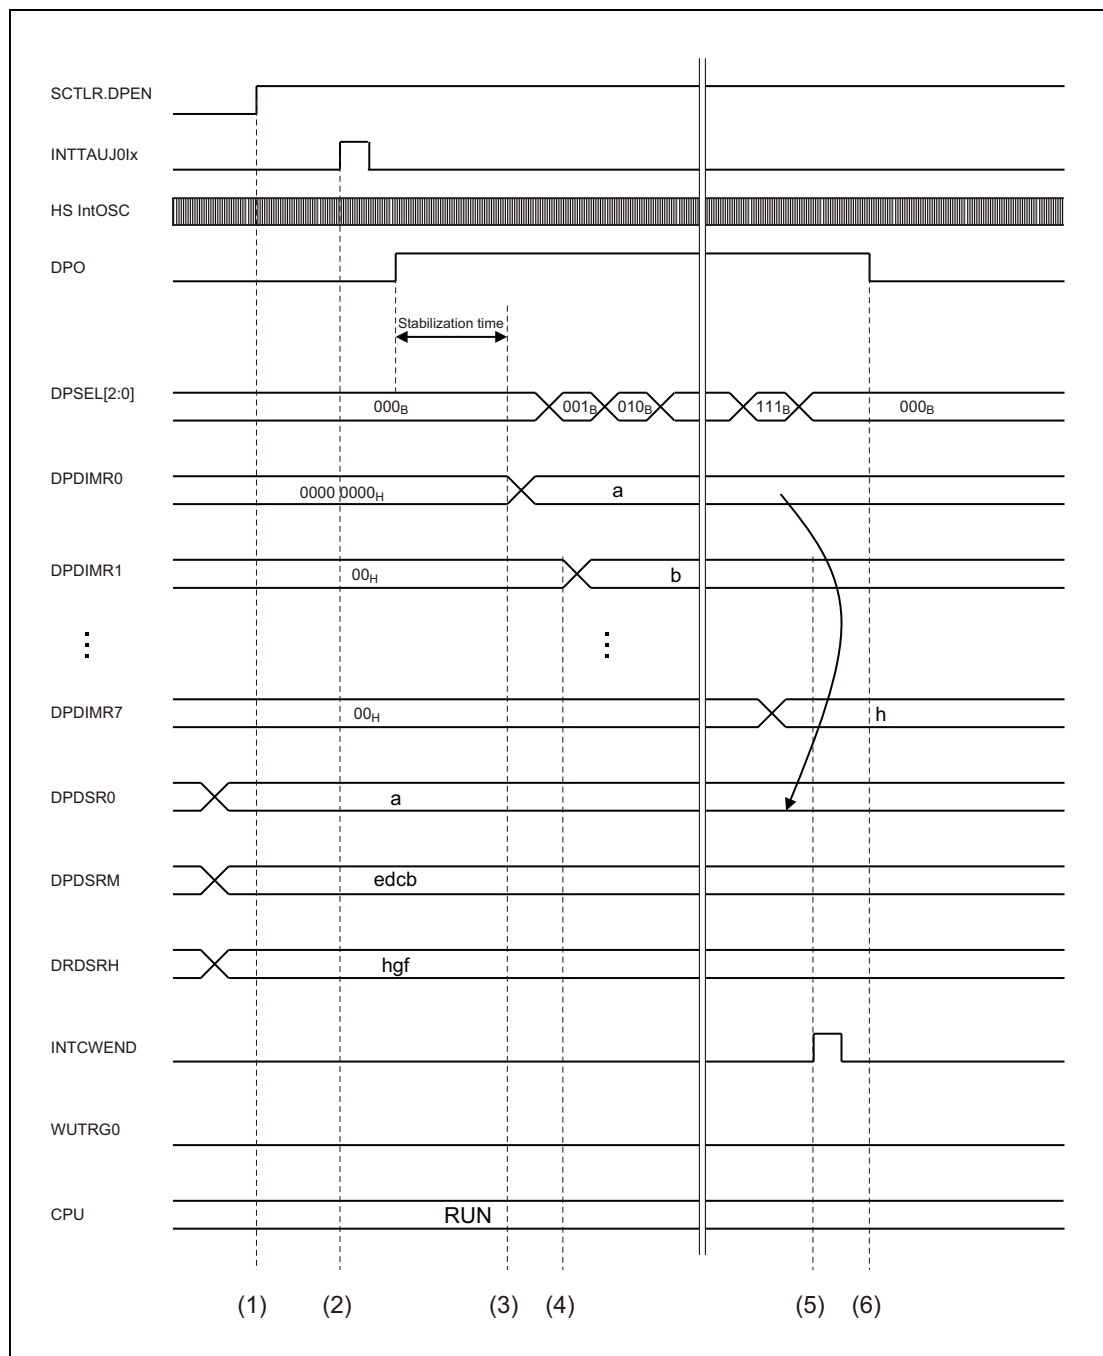 SCTLR.DPEN
INTTAUJ0Ix
HS IntOSC
DPO
Stabilization time
DPSEL[2:0]
000B 001B 010B 111B 000B
DPDIMR0
0000 0000H a
DPDIMR1
00H b
⋮ ⋮
DPDIMR7
00H h
DPDSR0
a
DPDSRM
edcb
DRDSRH
hgf
INTCWEND
WUTRG0
CPU
RUN
(1) (2) (3) (4) (5) (6)